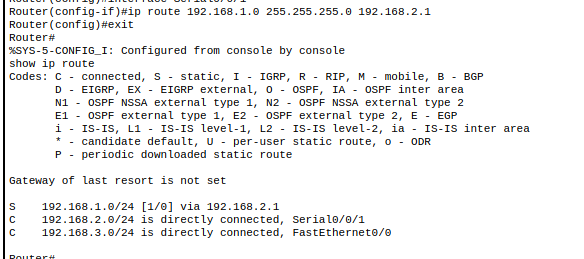 Router(config)#interface Serial0/0/1
Router(config-if)#ip route 192.168.1.0 255.255.255.0 192.168.2.1
Router(config)#exit
Router#
%SYS-5-CONFIG_I: Configured from console by console
show ip route
Codes: C - connected, S - static, I - IGRP, R - RIP, M - mobile, B - BGP
D - EIGRP, EX - EIGRP external, O - OSPF, IA - OSPF inter area
N1 - OSPF NSSA external type 1, N2 - OSPF NSSA external type 2
E1 - OSPF external type 1, E2 - OSPF external type 2, E - EGP
i - IS-IS, L1 - IS-IS level-1, L2 - IS-IS level-2, ia - IS-IS inter area
* - candidate default, U - per-user static route, o - ODR
P - periodic downloaded static route
Gateway of last resort is not set
S 192.168.1.0/24 [1/0] via 192.168.2.1
C 192.168.2.0/24 is directly connected, Serial0/0/1
C 192.168.3.0/24 is directly connected, FastEthernet0/0
Router#